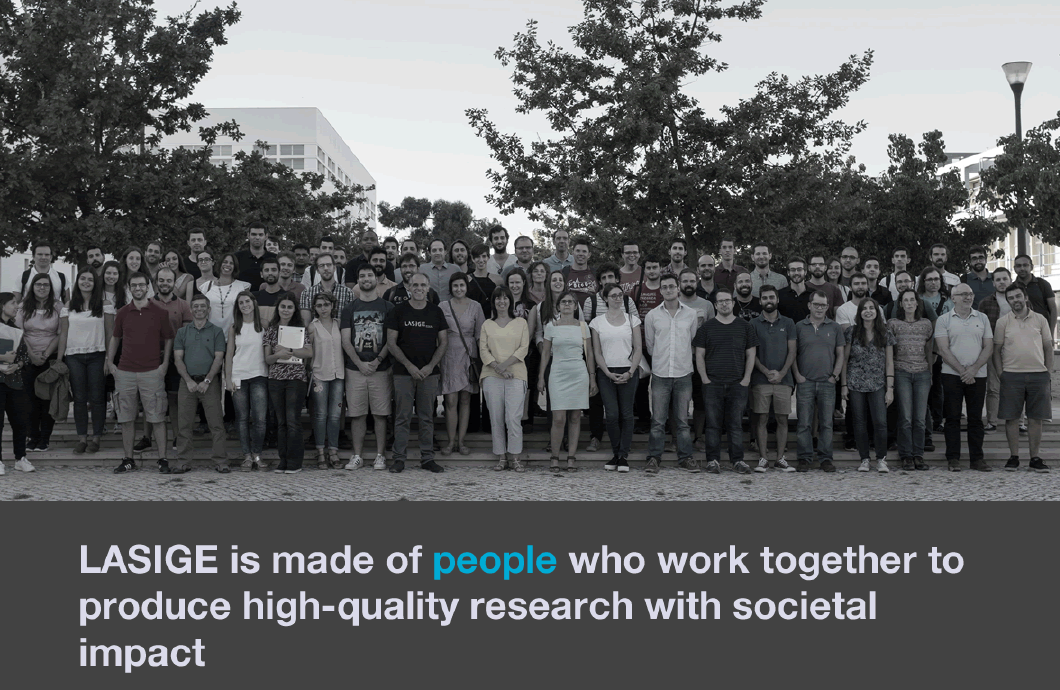 LASIGE
LASIGE is made of people who work together to
produce high-quality research with societal
impact